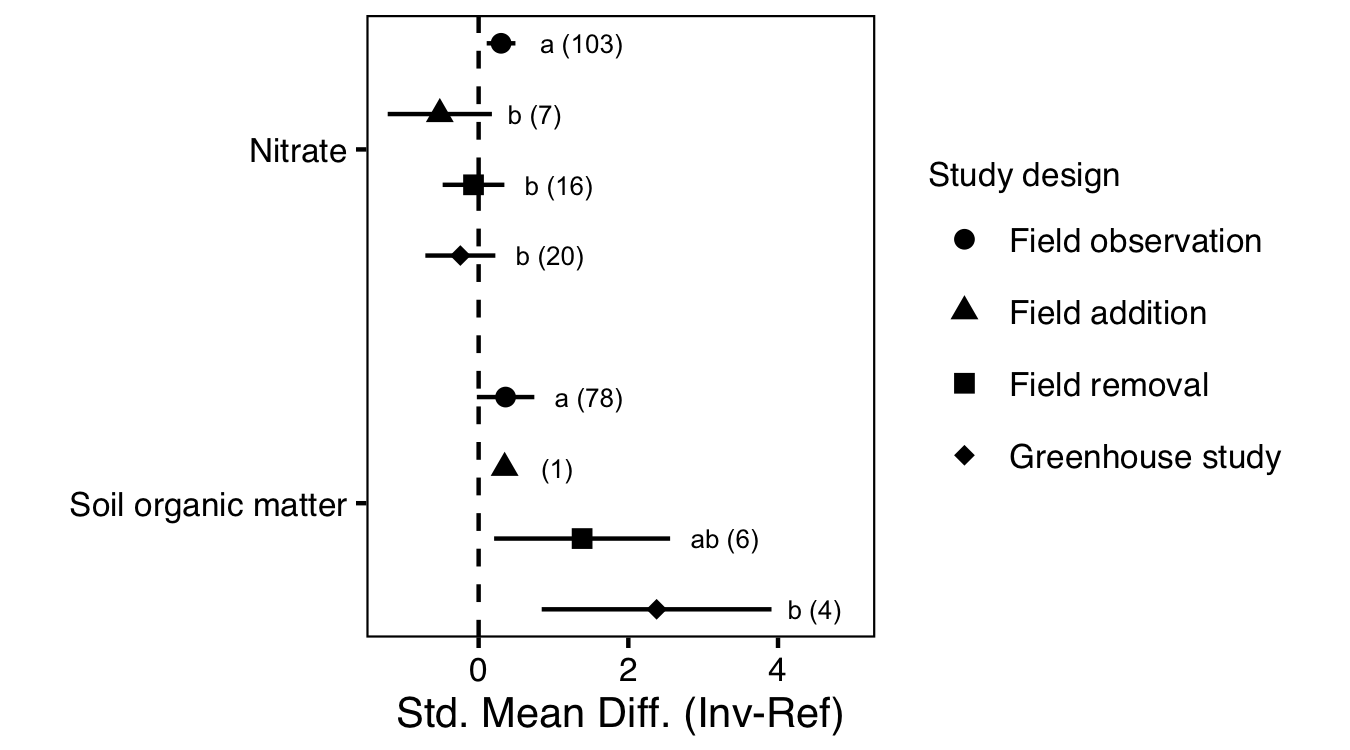 a (103)
b (7)
Nitrate
b (16)
b (20)
a (78)
(1)
Soil organic matter
ab (6)
b (4)
0 2 4
Std. Mean Diff. (Inv-Ref)
Study design
Field observation
Field addition
Field removal
Greenhouse study